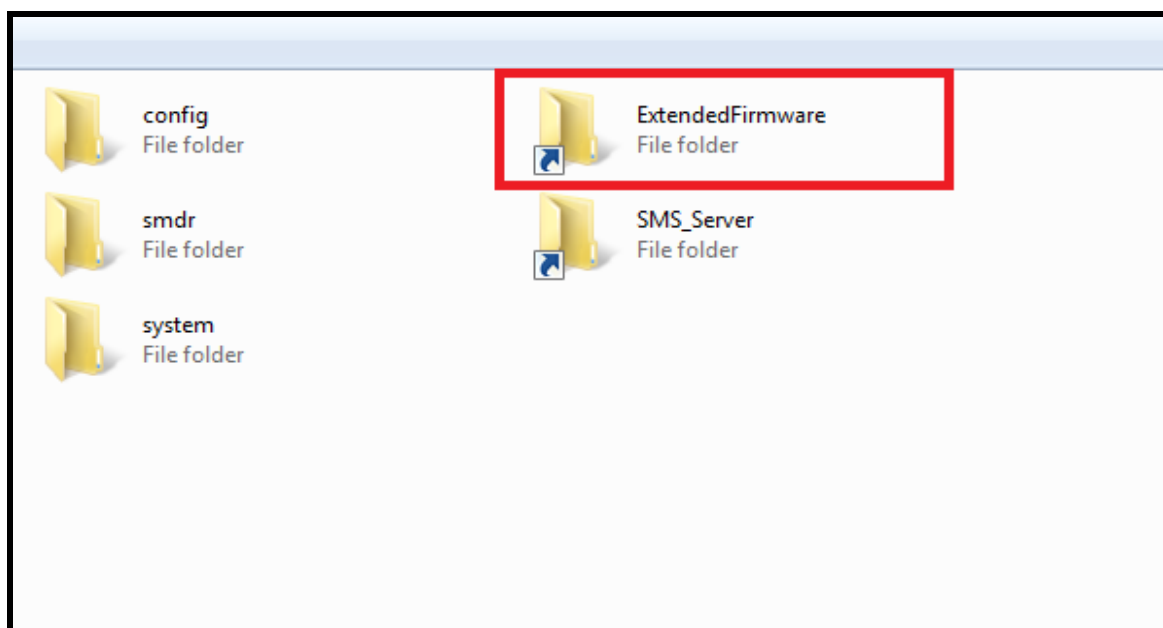 config
File folder
ExtendedFirmware
File folder
smdr
File folder
SMS_Server
File folder
system
File folder